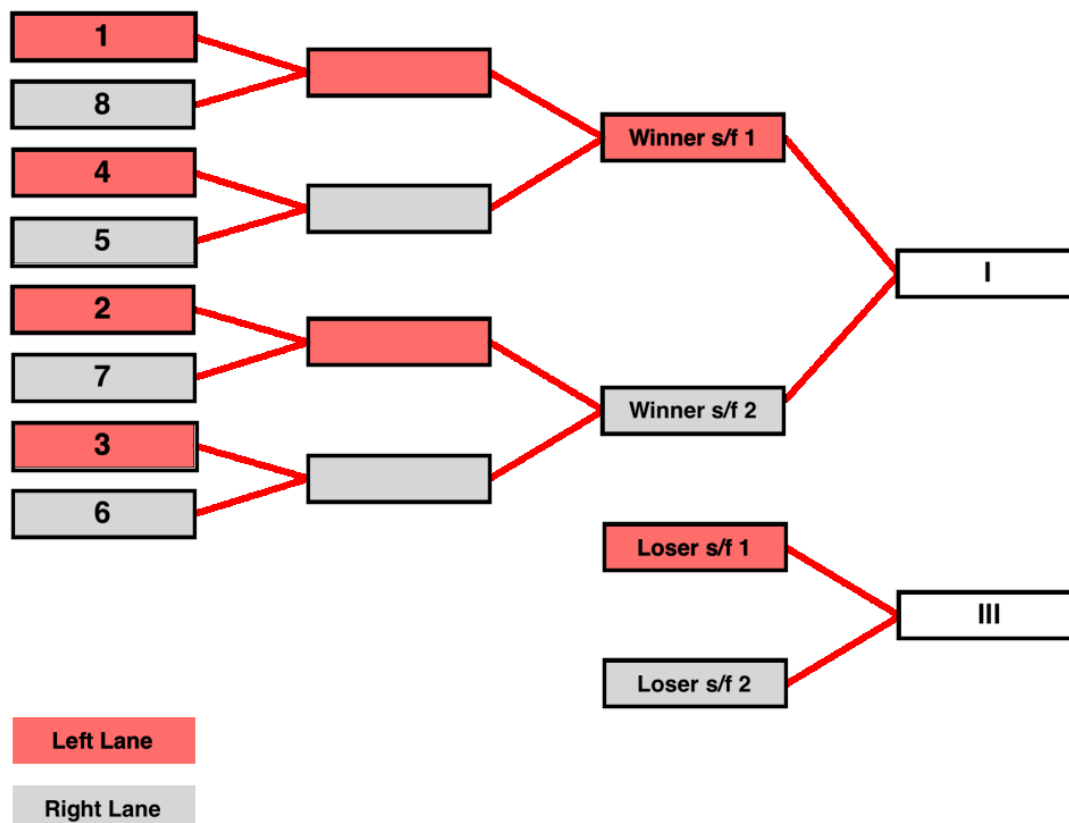 1
8
4
5
2
7
3
6
Winner s/f 1
Winner s/f 2
I
Loser s/f 1
Loser s/f 2
III
Left Lane
Right Lane